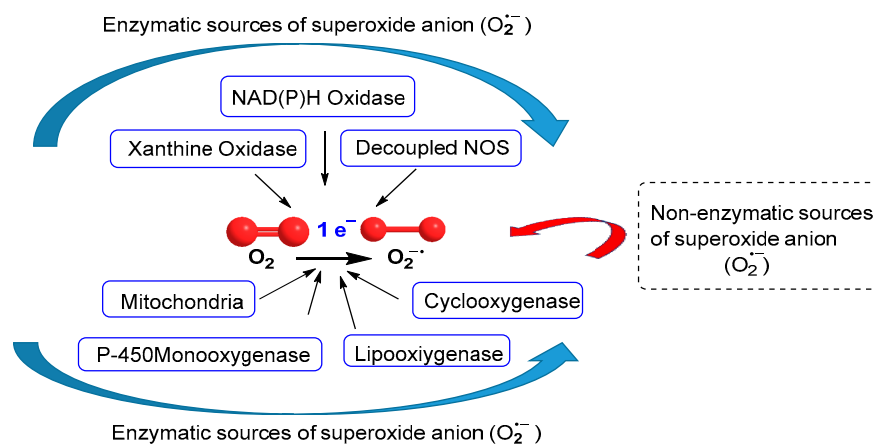 Enzymatic sources of superoxide anion (O₂•−)
NAD(P)H Oxidase
Xanthine Oxidase
Decoupled NOS
1 e−
O₂
O₂−•
Non-enzymatic sources
of superoxide anion
(O₂•−)
Mitochondria
Cyclooxygenase
P-450Monooxygenase
Lipooxiygenase
Enzymatic sources of superoxide anion (O₂•−)